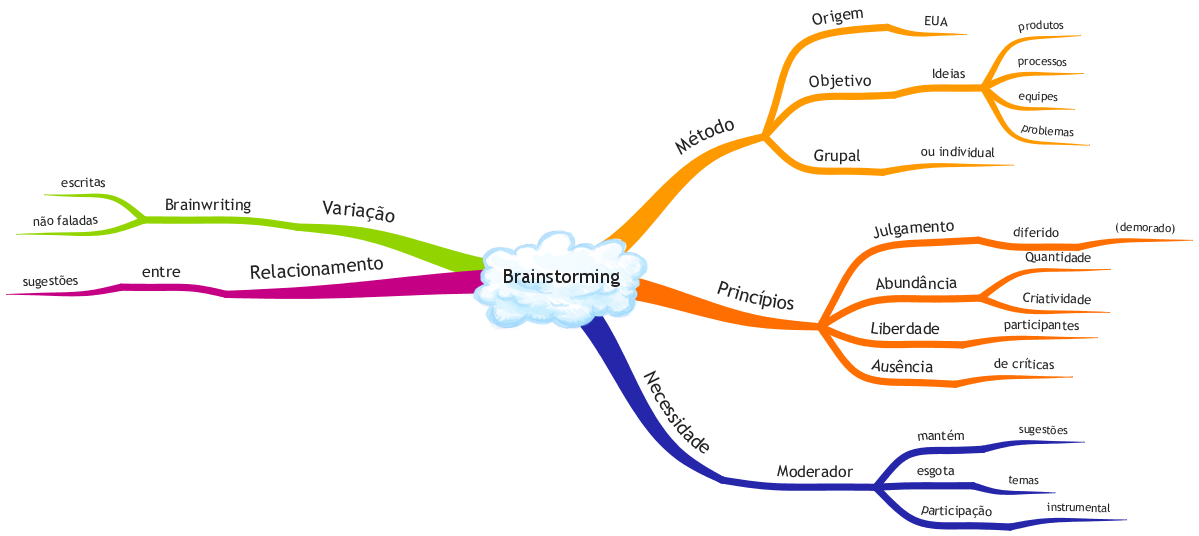 Brainstorming
Método
Origem
EUA
Objetivo
Ideias
produtos
processos
equipes
problemas
Grupal
ou individual
Princípios
Julgamento
diferido
(demorado)
Abundância
Quantidade
Criatividade
Liberdade
participantes
Ausência
de críticas
Necessidade
Moderador
mantém
sugestões
esgota
temas
participação
instrumental
Relacionamento
entre
sugestões
Variação
Brainwriting
escritas
não faladas